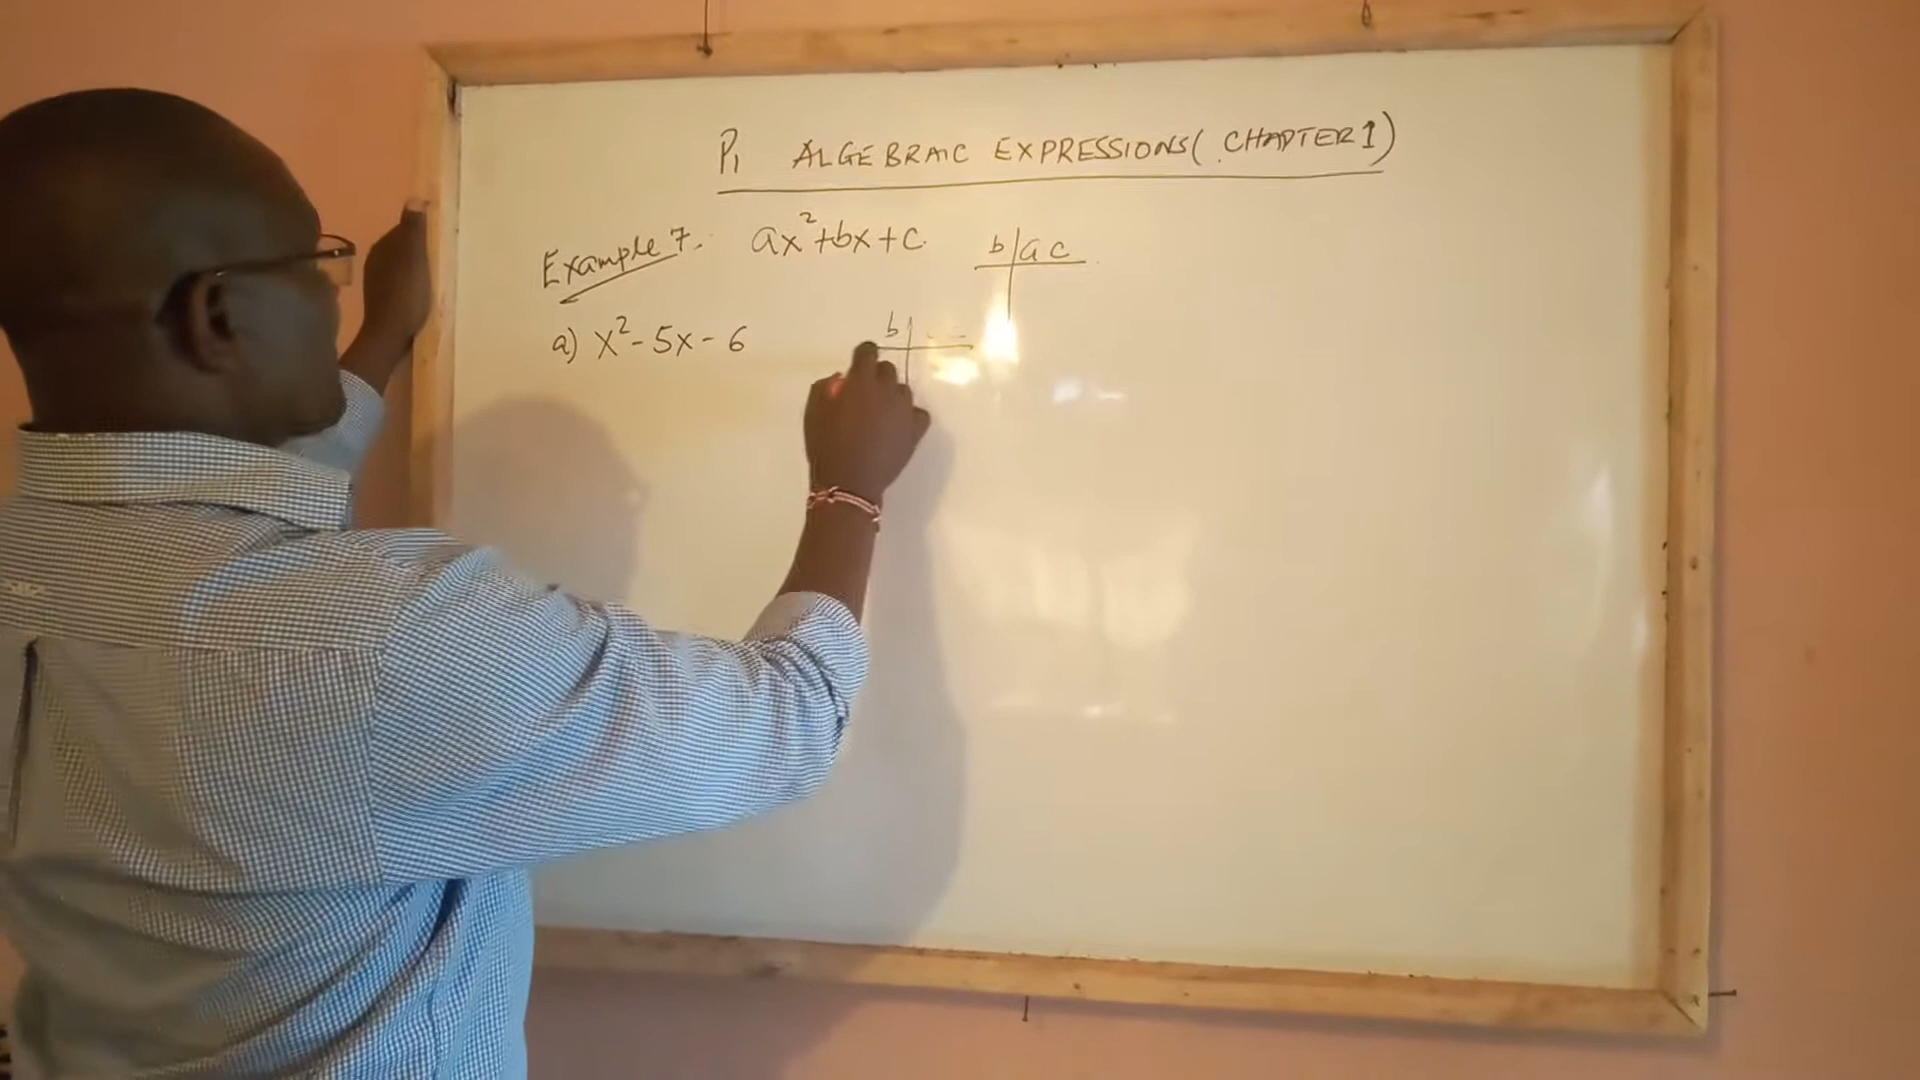 P1 ALGEBRAIC EXPRESSIONS( CHAPTER 1)
Example 7. ax²+bx+c b|ac
a) x²-5x-6 b|